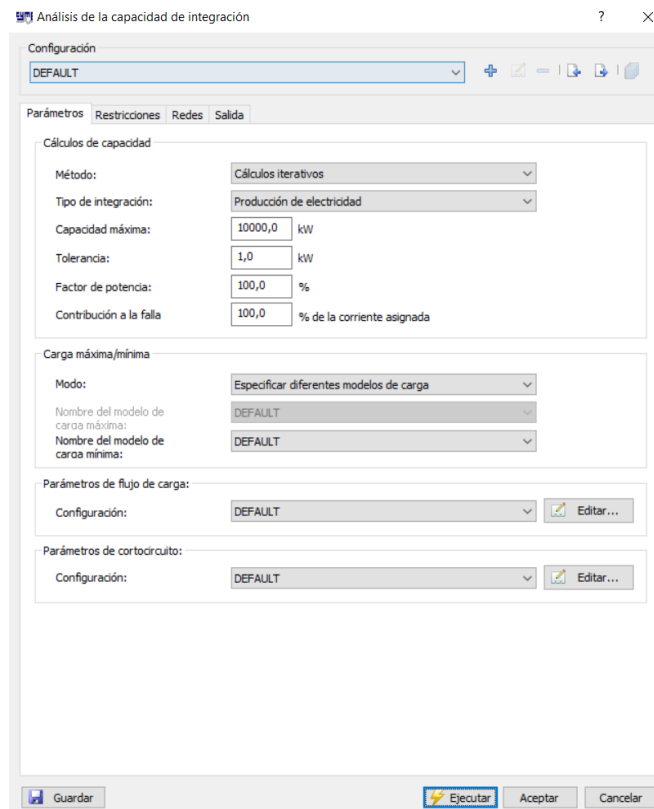 Análisis de la capacidad de integración
Configuración
DEFAULT
Parámetros Restricciones Redes Salida
Cálculos de capacidad
Método: Cálculos iterativos
Tipo de integración: Producción de electricidad
Capacidad máxima: 10000,0 kW
Tolerancia: 1,0 kW
Factor de potencia: 100,0 %
Contribución a la falla 100,0 % de la corriente asignada
Carga máxima/mínima
Modo: Especificar diferentes modelos de carga
Nombre del modelo de
carga máxima: DEFAULT
Nombre del modelo de
carga mínima: DEFAULT
Parámetros de flujo de carga:
Configuración: DEFAULT Editar...
Parámetros de cortocircuito:
Configuración: DEFAULT Editar...
Guardar Ejecutar Aceptar Cancelar